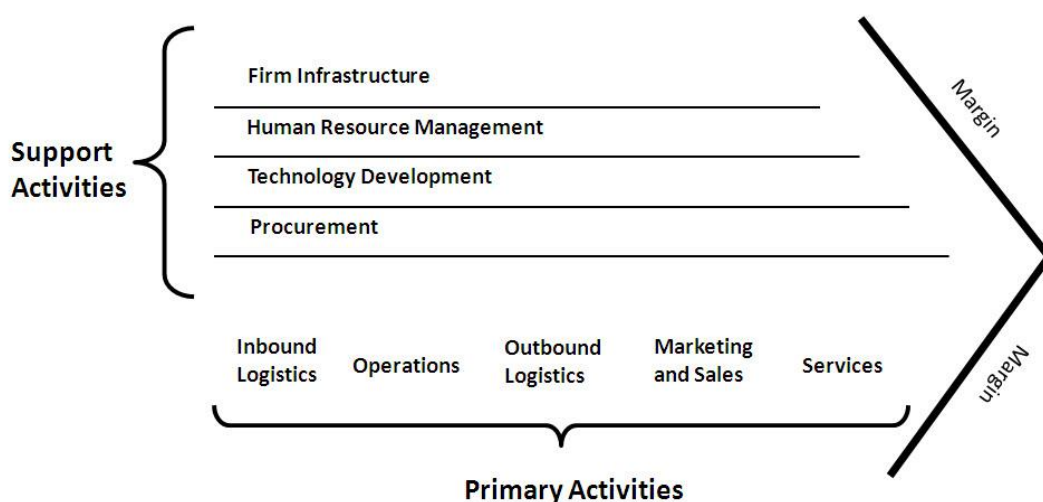 Firm Infrastructure
Human Resource Management
Technology Development
Procurement
Support
Activities
Margin
Margin
Inbound
Logistics
Operations
Outbound
Logistics
Marketing
and Sales
Services
Primary Activities